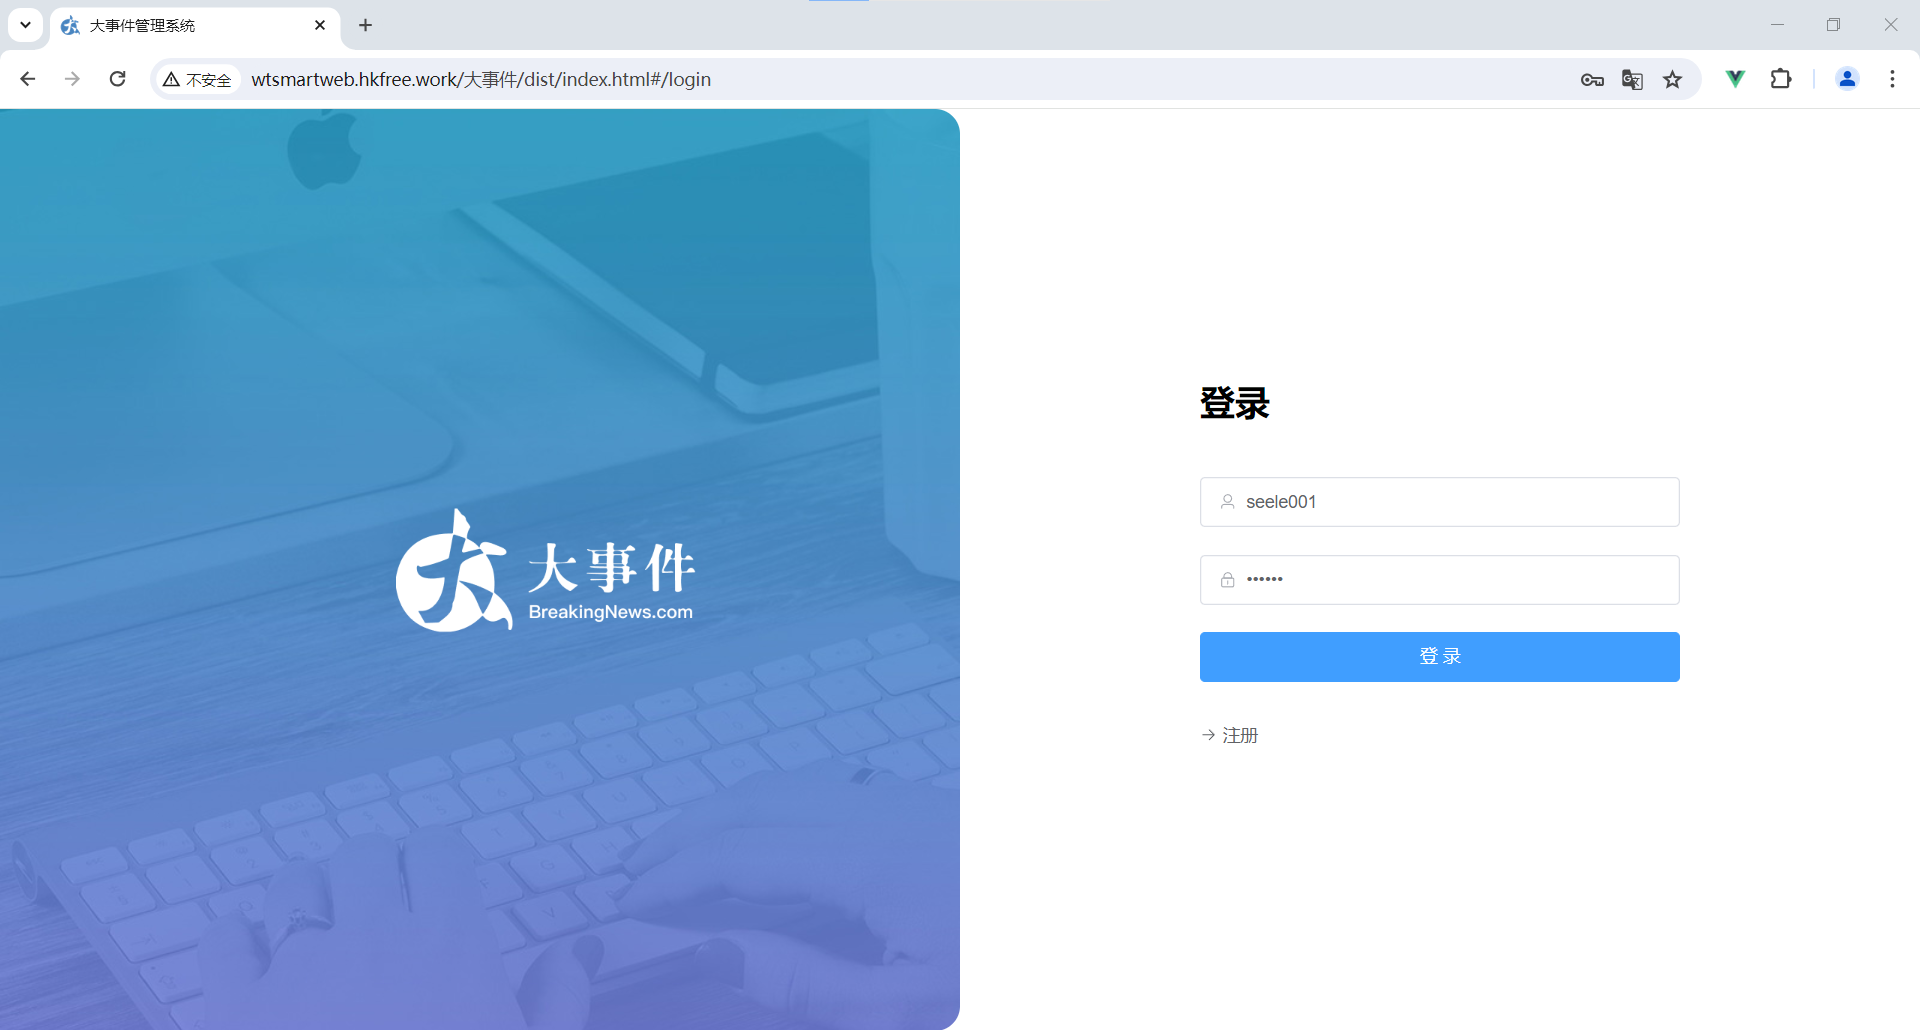 大事件管理系统
不安全
wtsmartweb.hkfree.work/大事件/dist/index.html#/login
大事件
BreakingNews.com
登录
seele001
••••••
登录
注册